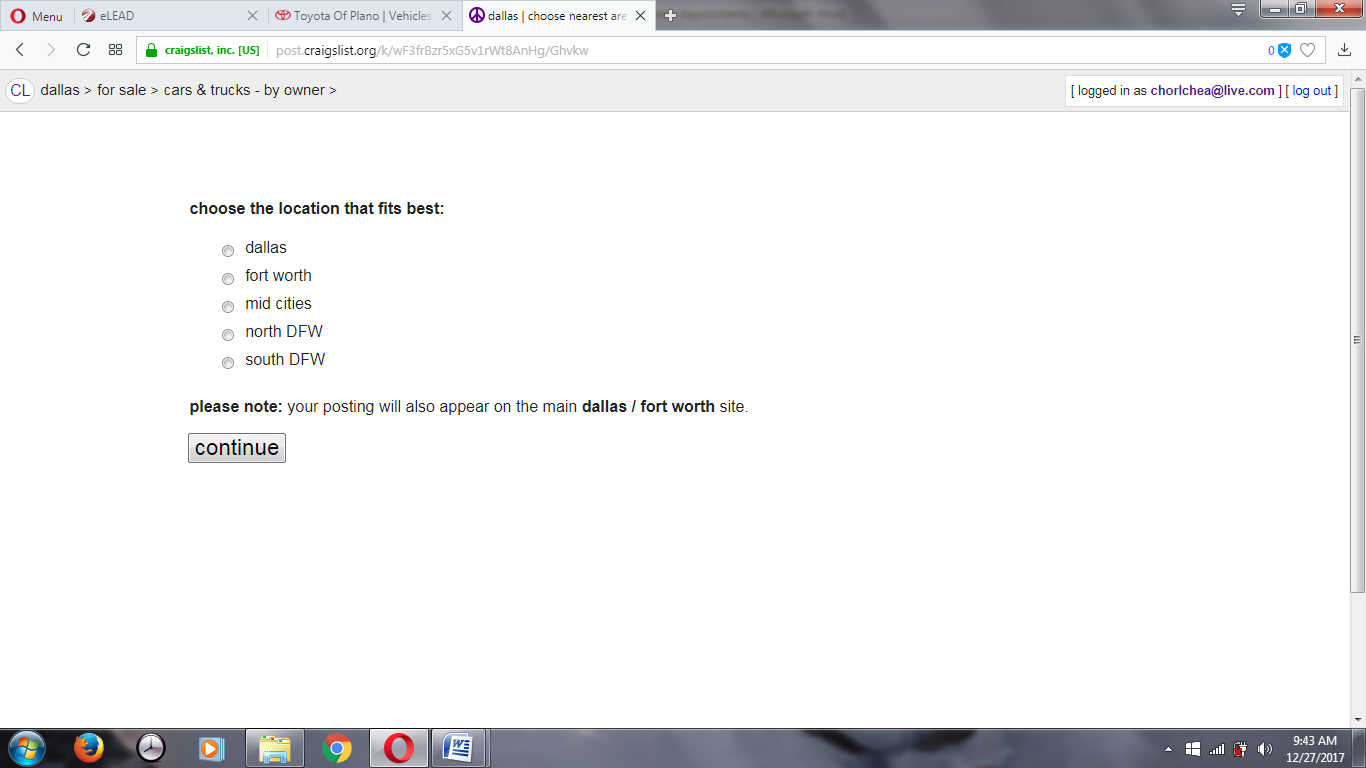 Menu
eLEAD
Toyota Of Plano | Vehicles
dallas | choose nearest are
craigslist, inc. [US]
post.craigslist.org/k/wF3frBzr5xG5v1rWt8AnHg/Ghvkw
0
CL dallas > for sale > cars & trucks - by owner >
[ logged in as chorlchea@live.com ] [ log out ]
choose the location that fits best:
dallas
fort worth
mid cities
north DFW
south DFW
please note: your posting will also appear on the main dallas / fort worth site.
continue
9:43 AM
12/27/2017